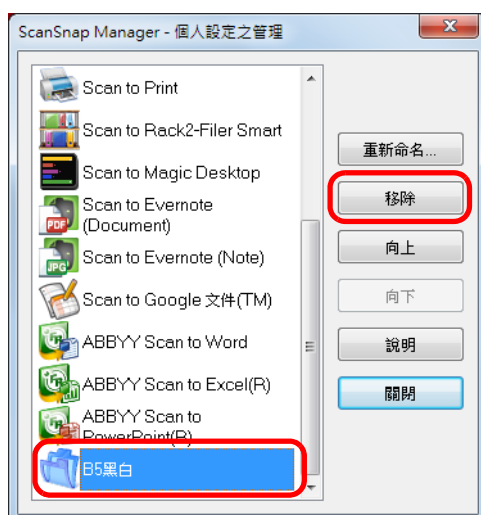 ScanSnap Manager - 個人設定之管理
Scan to Print
Scan to Rack2-Filer Smart
Scan to Magic Desktop
Scan to Evernote
(Document)
Scan to Evernote (Note)
Scan to Google 文件(TM)
ABBYY Scan to Word
ABBYY Scan to Excel(R)
ABBYY Scan to
PowerPoint(R)
B5黑白
重新命名...
移除
向上
向下
說明
關閉